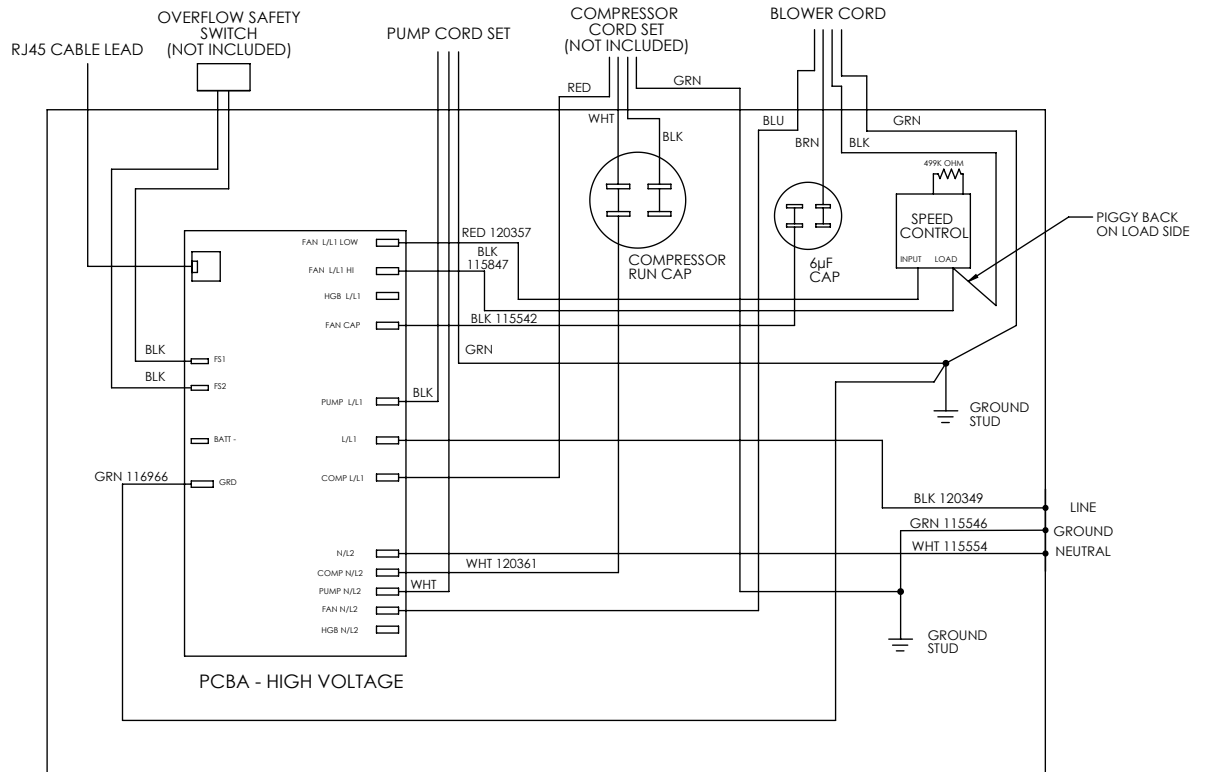 OVERFLOW SAFETY
SWITCH
(NOT INCLUDED)
RJ45 CABLE LEAD
PUMP CORD SET
COMPRESSOR
CORD SET
(NOT INCLUDED)
BLOWER CORD
RED
GRN
WHT
BLK
BLU
BRN
BLK
GRN
499K OHM
SPEED
CONTROL
INPUT
LOAD
PIGGY BACK
ON LOAD SIDE
COMPRESSOR
RUN CAP
6µF
CAP
FAN L/L1 LOW
RED 120357
FAN L/L1 HI
BLK
115847
HGB L/L1
FAN CAP
BLK 115542
GRN
BLK
FS1
BLK
FS2
PUMP L/L1
BLK
GROUND
STUD
BATT -
L/L1
GRN 116966
GRD
COMP L/L1
BLK 120349
LINE
GRN 115546
GROUND
WHT 115554
NEUTRAL
N/L2
COMP N/L2
WHT 120361
PUMP N/L2
WHT
FAN N/L2
HGB N/L2
GROUND
STUD
PCBA - HIGH VOLTAGE